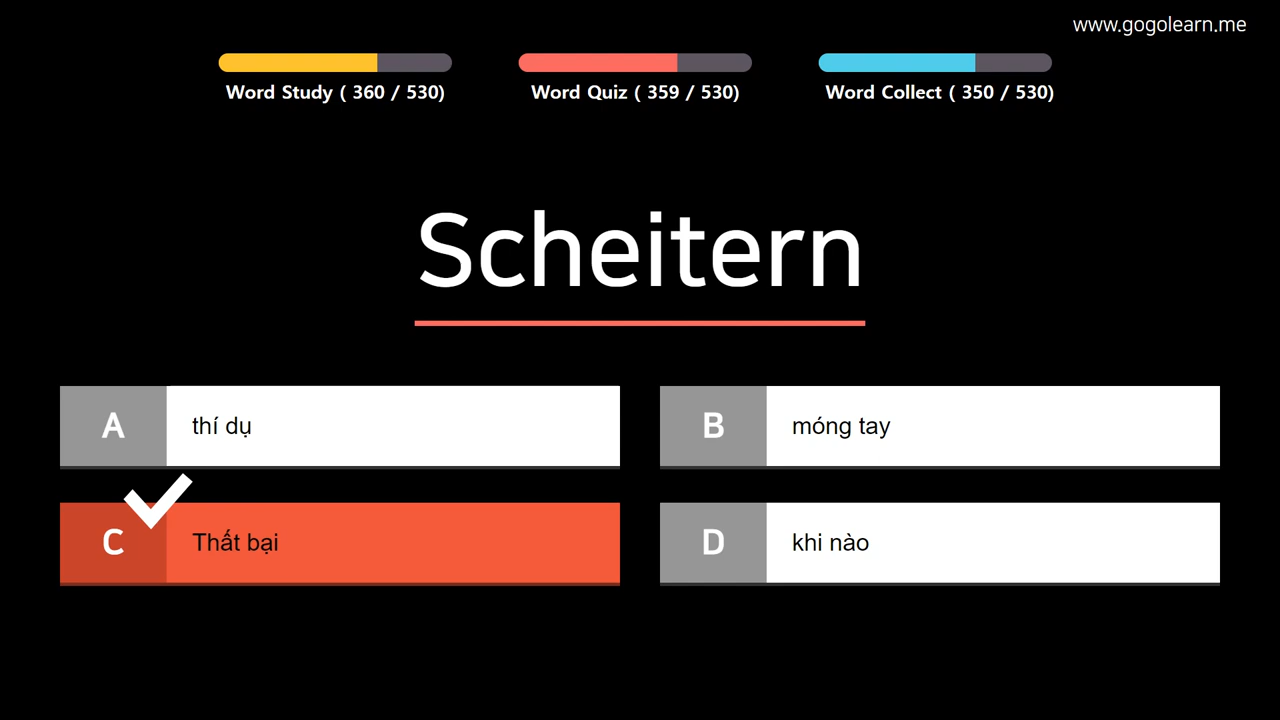 www.gogolearn.me
Word Study ( 360 / 530)
Word Quiz ( 359 / 530)
Word Collect ( 350 / 530)
Scheitern
A thí dụ
B móng tay
C Thất bại
D khi nào